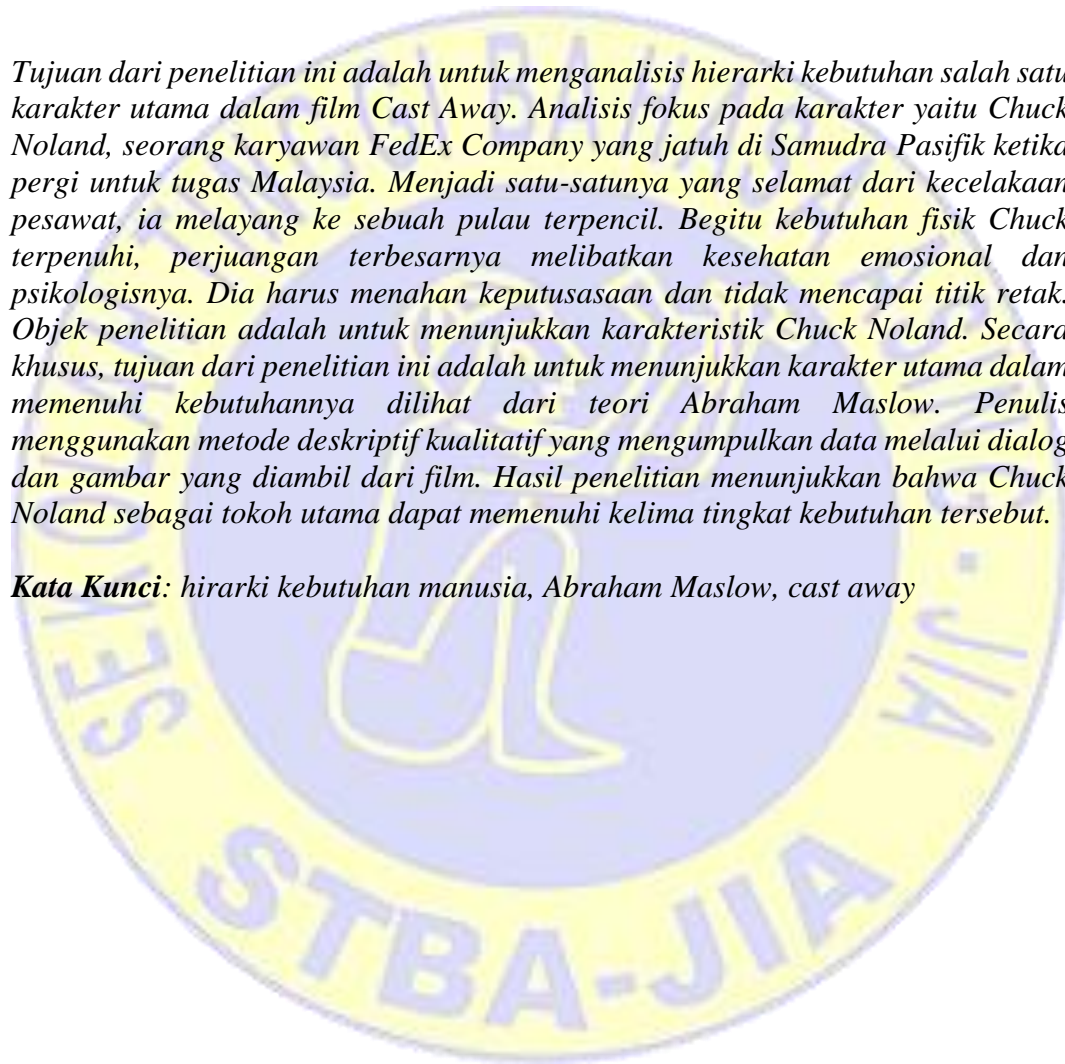 Tujuan dari penelitian ini adalah untuk menganalisis hierarki kebutuhan salah satu
karakter utama dalam film Cast Away. Analisis fokus pada karakter yaitu Chuck
Noland, seorang karyawan FedEx Company yang jatuh di Samudra Pasifik ketika
pergi untuk tugas Malaysia. Menjadi satu-satunya yang selamat dari kecelakaan
pesawat, ia melayang ke sebuah pulau terpencil. Begitu kebutuhan fisik Chuck
terpenuhi, perjuangan terbesarnya melibatkan kesehatan emosional dan
psikologisnya. Dia harus menahan keputusasaan dan tidak mencapai titik retak.
Objek penelitian adalah untuk menunjukkan karakteristik Chuck Noland. Secara
khusus, tujuan dari penelitian ini adalah untuk menunjukkan karakter utama dalam
memenuhi kebutuhannya dilihat dari teori Abraham Maslow. Penulis
menggunakan metode deskriptif kualitatif yang mengumpulkan data melalui dialog
dan gambar yang diambil dari film. Hasil penelitian menunjukkan bahwa Chuck
Noland sebagai tokoh utama dapat memenuhi kelima tingkat kebutuhan tersebut.
Kata Kunci: hirarki kebutuhan manusia, Abraham Maslow, cast away
SEKOLAH TINGGI BAHASA ASING - JIA
STBA-JIA